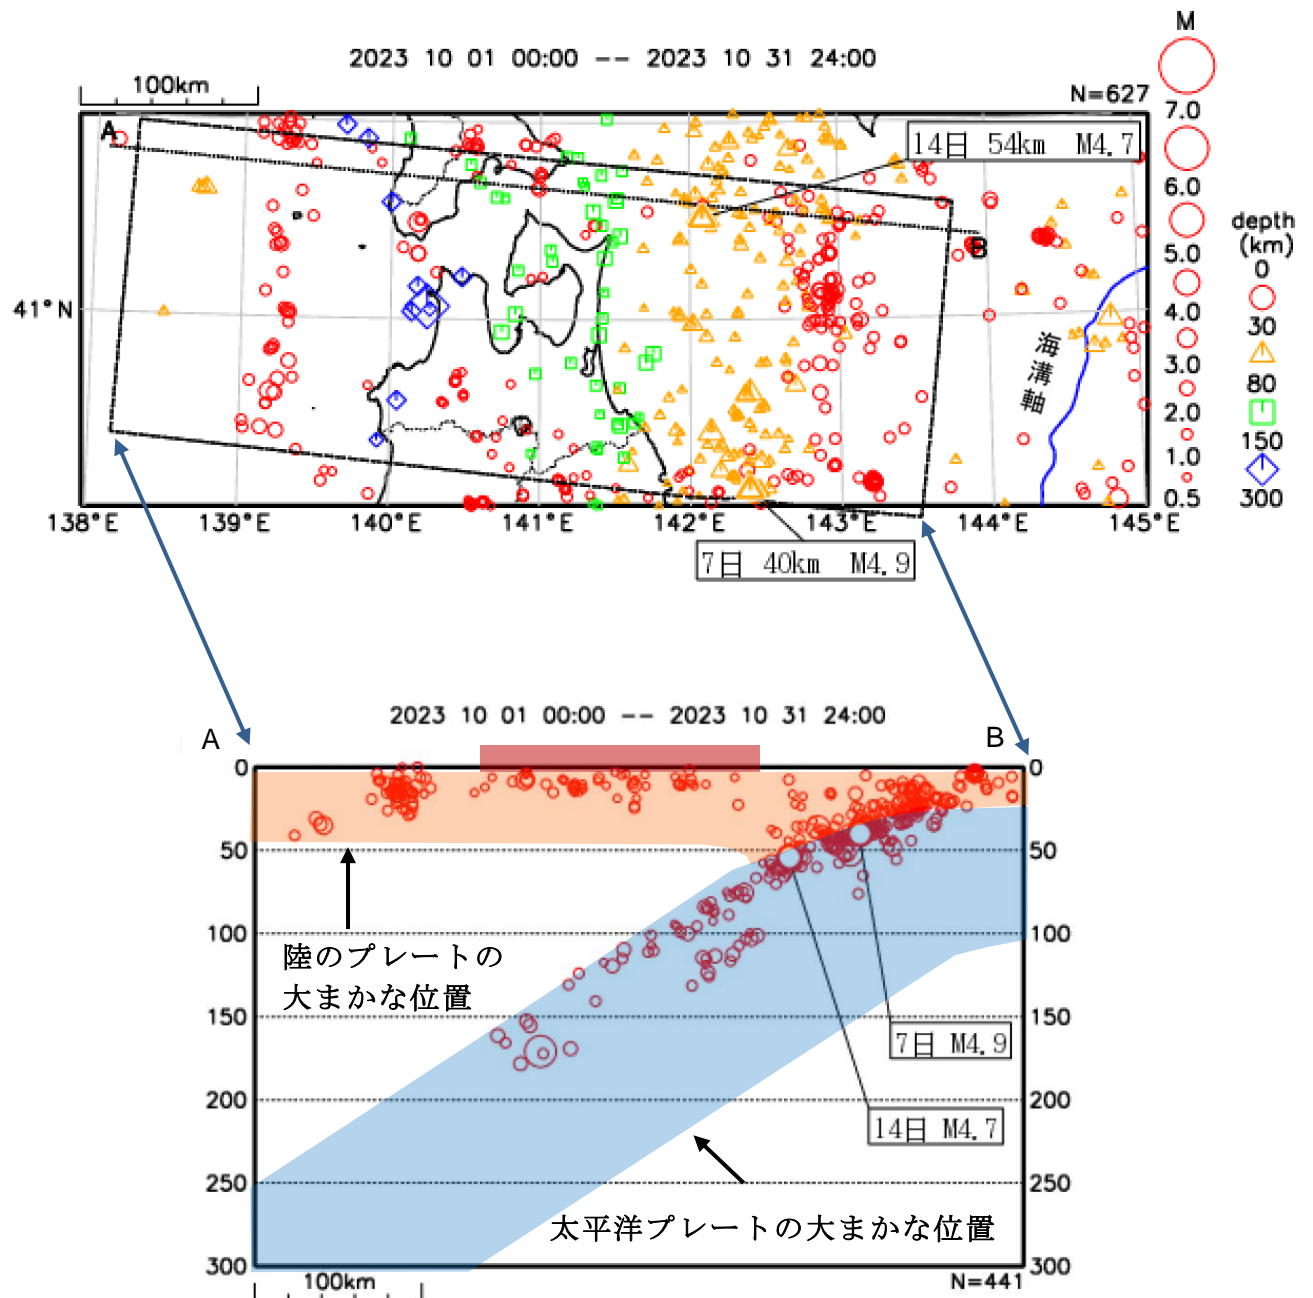 M
2023 10 01 00:00 -- 2023 10 31 24:00
100km
N=627
7.0
A
14日 54km M4.7
6.0
depth
(km)
B
5.0
0
41°N
4.0
30
海溝軸
3.0
80
2.0
150
1.0
300
0.5
138°E 139°E 140°E 141°E 142°E 143°E 144°E 145°E
7日 40km M4.9
2023 10 01 00:00 -- 2023 10 31 24:00
A
B
0 0
50 50
100 100
陸のプレートの
大まかな位置
150 150
7日 M4.9
200 200
14日 M4.7
250 250
太平洋プレートの大まかな位置
300 300
100km
N=441